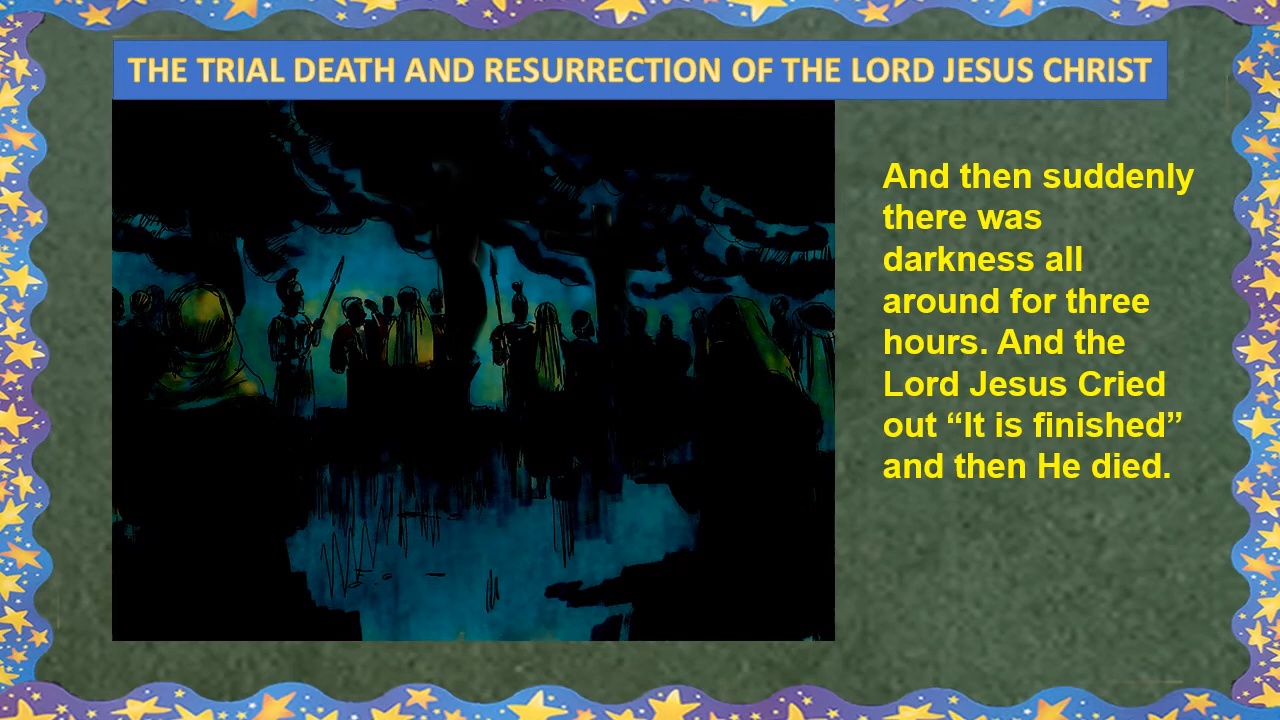 THE TRIAL DEATH AND RESURRECTION OF THE LORD JESUS CHRIST
And then suddenly
there was
darkness all
around for three
hours. And the
Lord Jesus Cried
out “It is finished”
and then He died.